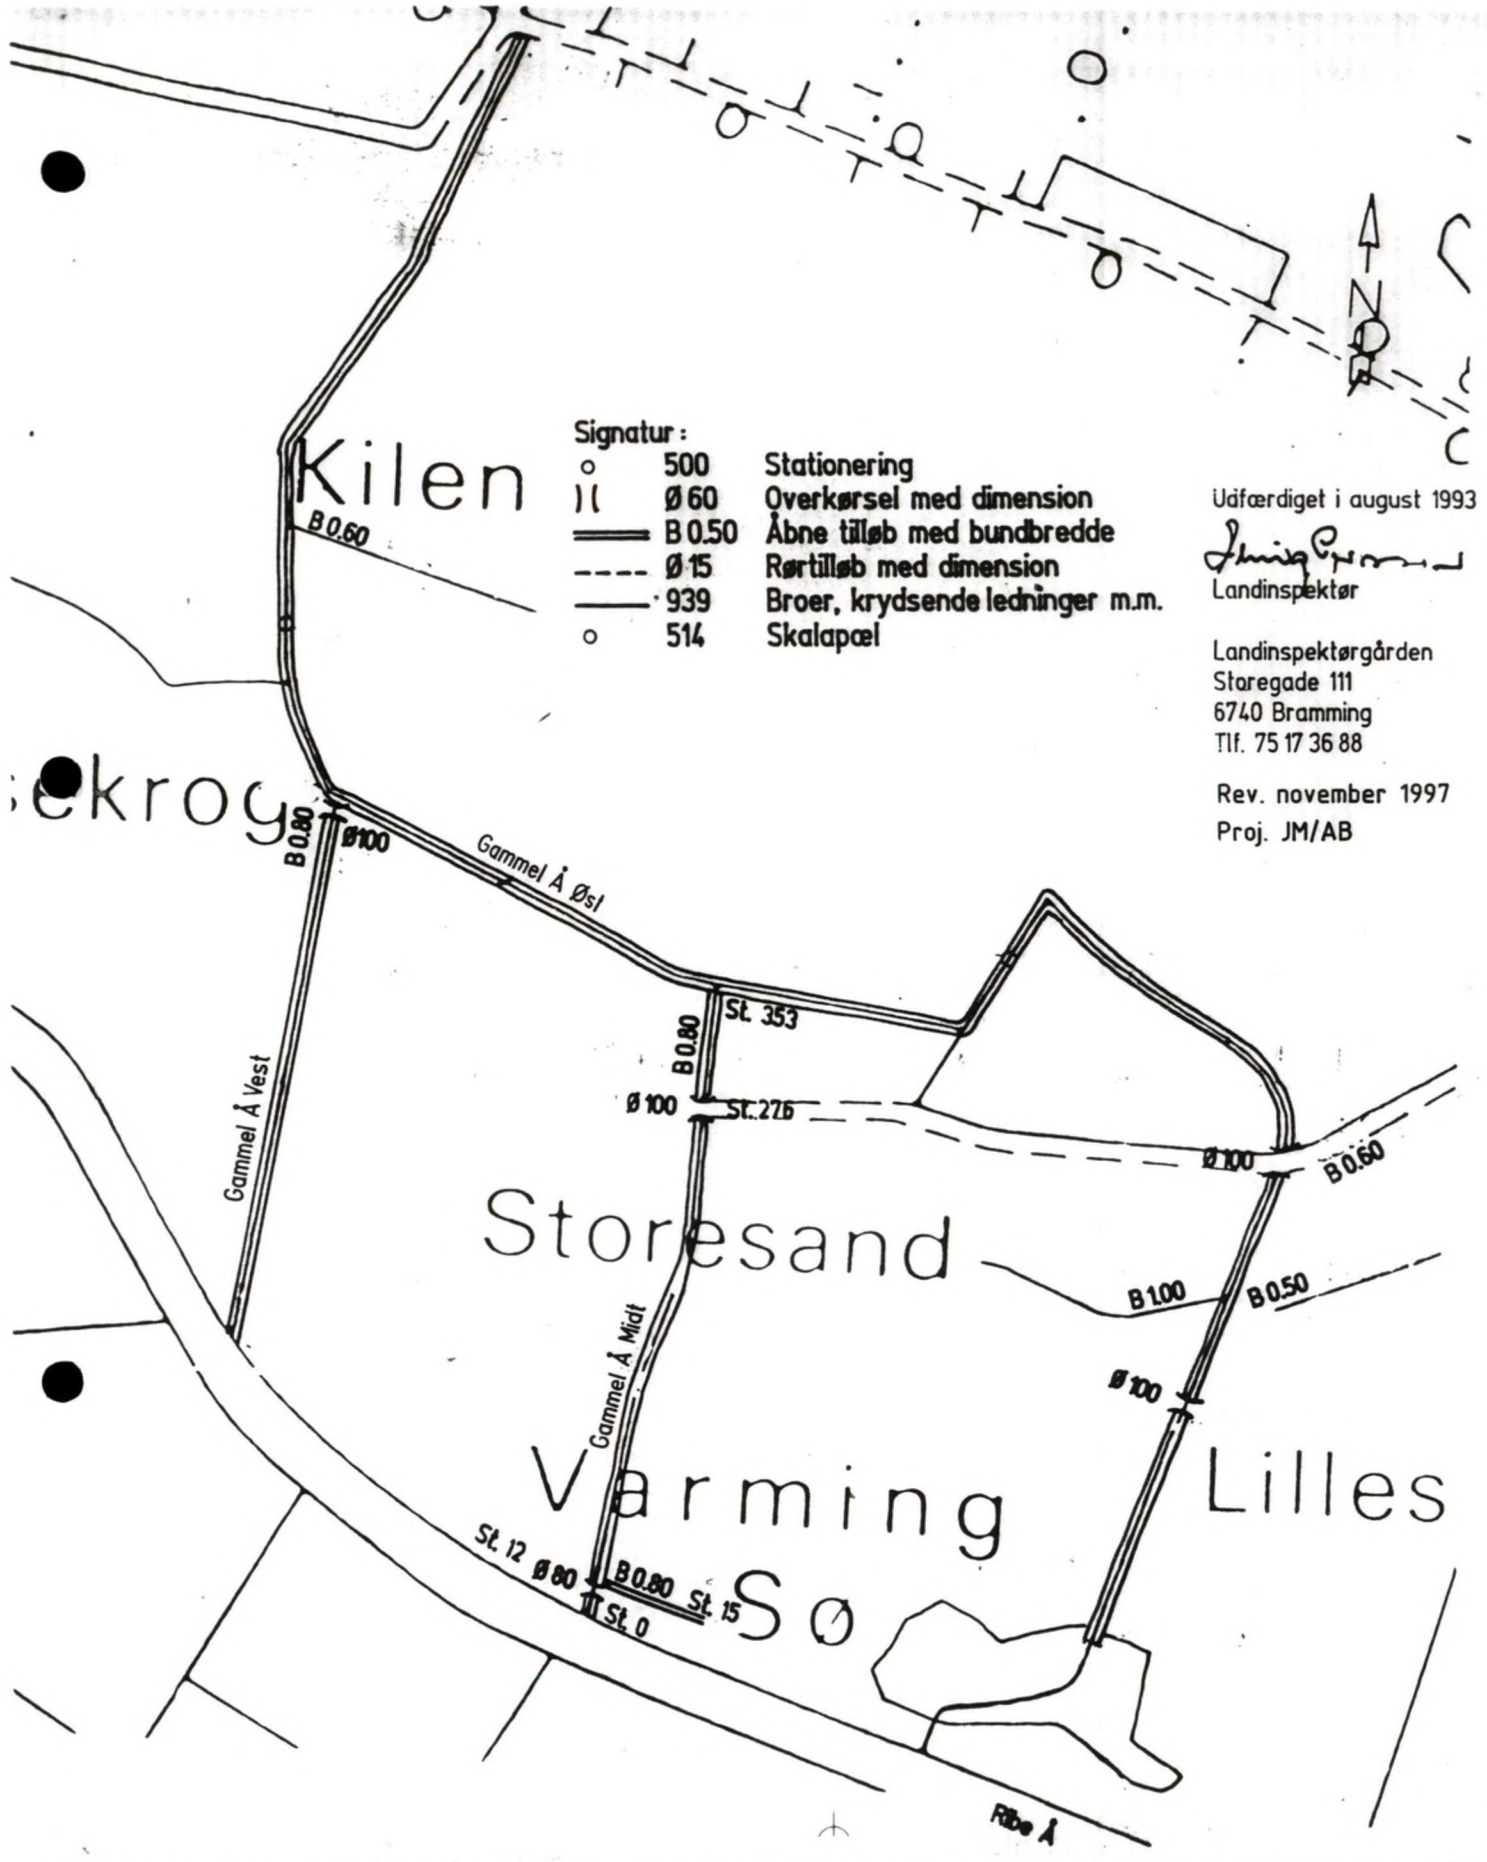 N
Kilen
Signatur:
500 Stationering
Ø 60 Overkørsel med dimension
B 0.50 Åbne tilløb med bundbredde
Ø 15 Rørtilløb med dimension
939 Broer, krydsende ledninger m.m.
514 Skalapæl
Udfærdiget i august 1993
Landinspektør
Landinspektørgården
Storegade 111
6740 Bramming
Tlf. 75 17 36 88
Rev. november 1997
Proj. JM/AB
B 0.60
ekrog
B 0.80
Ø100
Gammel Å Øst
St. 353
B 0.80
Gammel Å Vest
Ø 100
St. 276
Ø 100
B 0.60
Storesand
B 1.00
B 0.50
Gammel Å Midt
Ø 100
Varming
Sø
Lilles
St. 12
Ø 80
B 0.80
St. 15
St. 0
Ribe Å